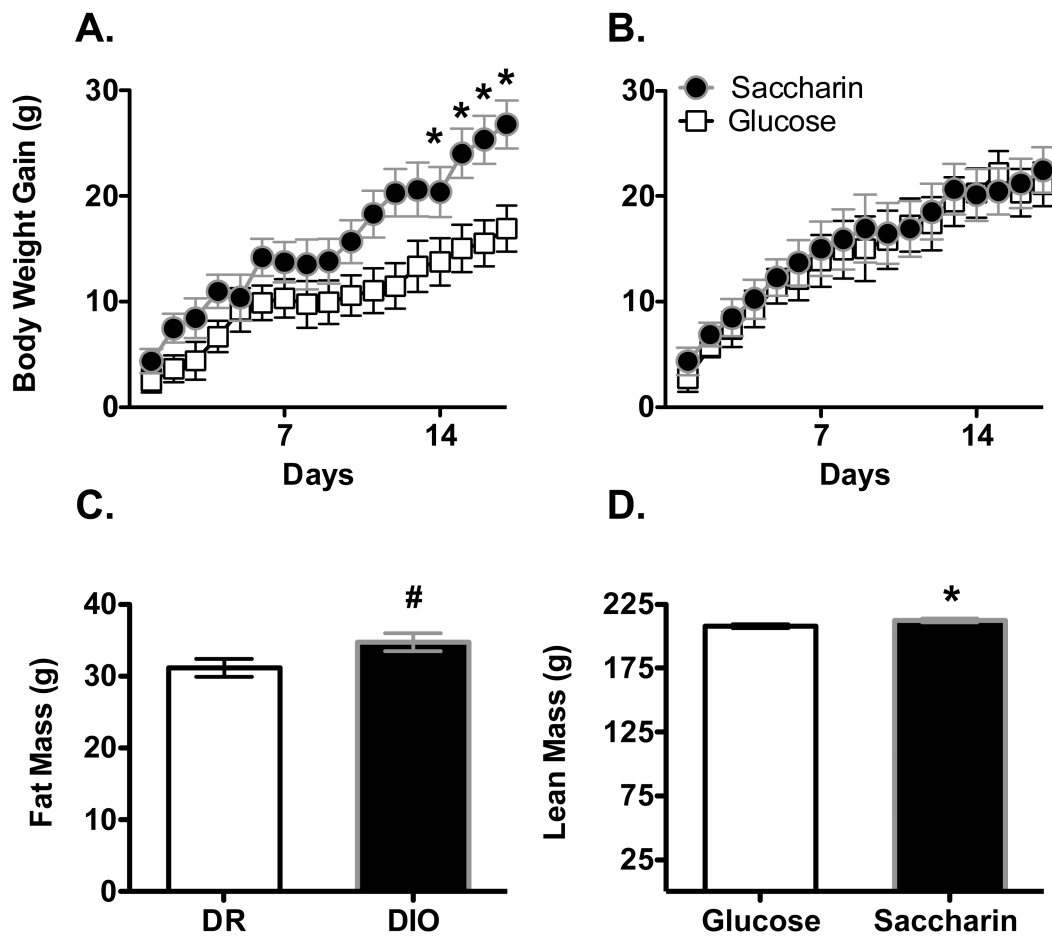 A.
B.
Body Weight Gain (g)
30
20
10
0
7
14
Days
* * * *
30
20
10
0
7
14
Days
Saccharin
Glucose
C.
D.
Fat Mass (g)
40
30
20
10
0
#
DR
DIO
Lean Mass (g)
225
175
125
75
25
*
Glucose
Saccharin